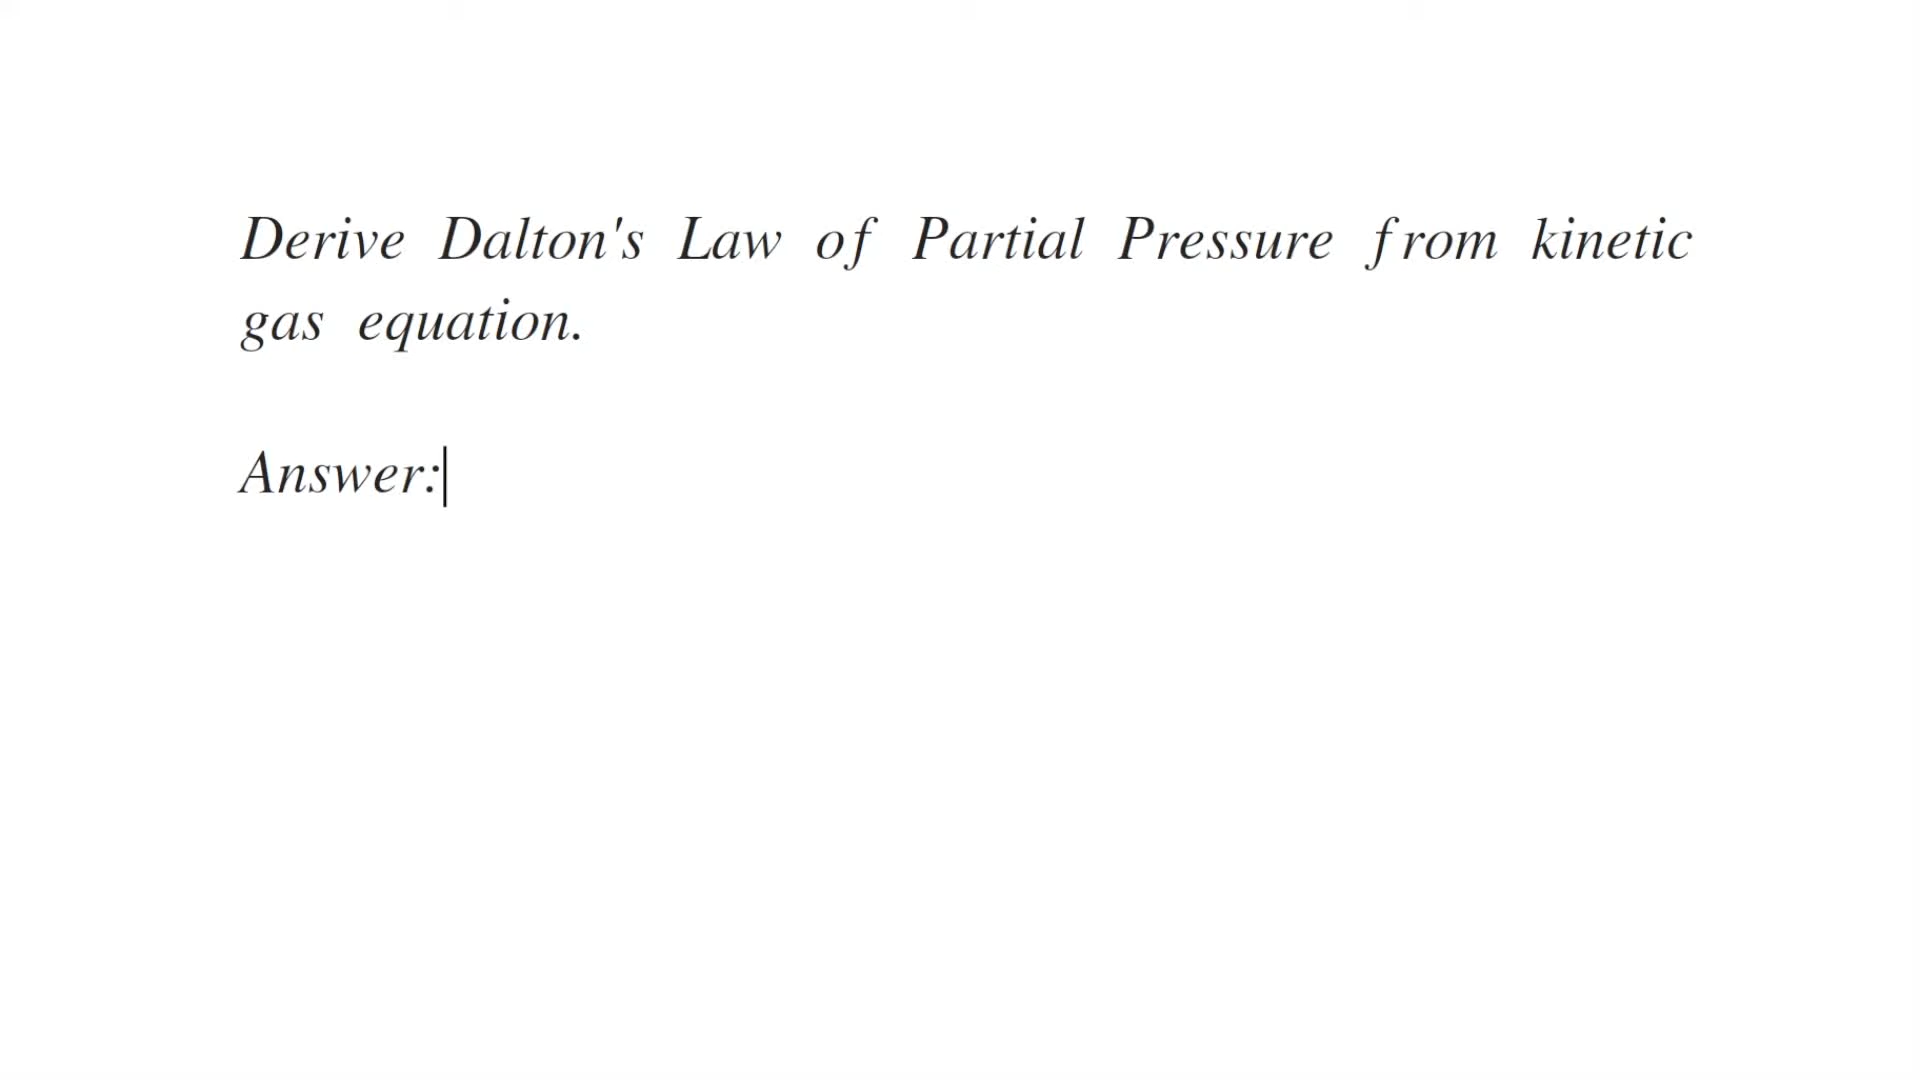 Derive Dalton's Law of Partial Pressure from kinetic
gas equation.
Answer: